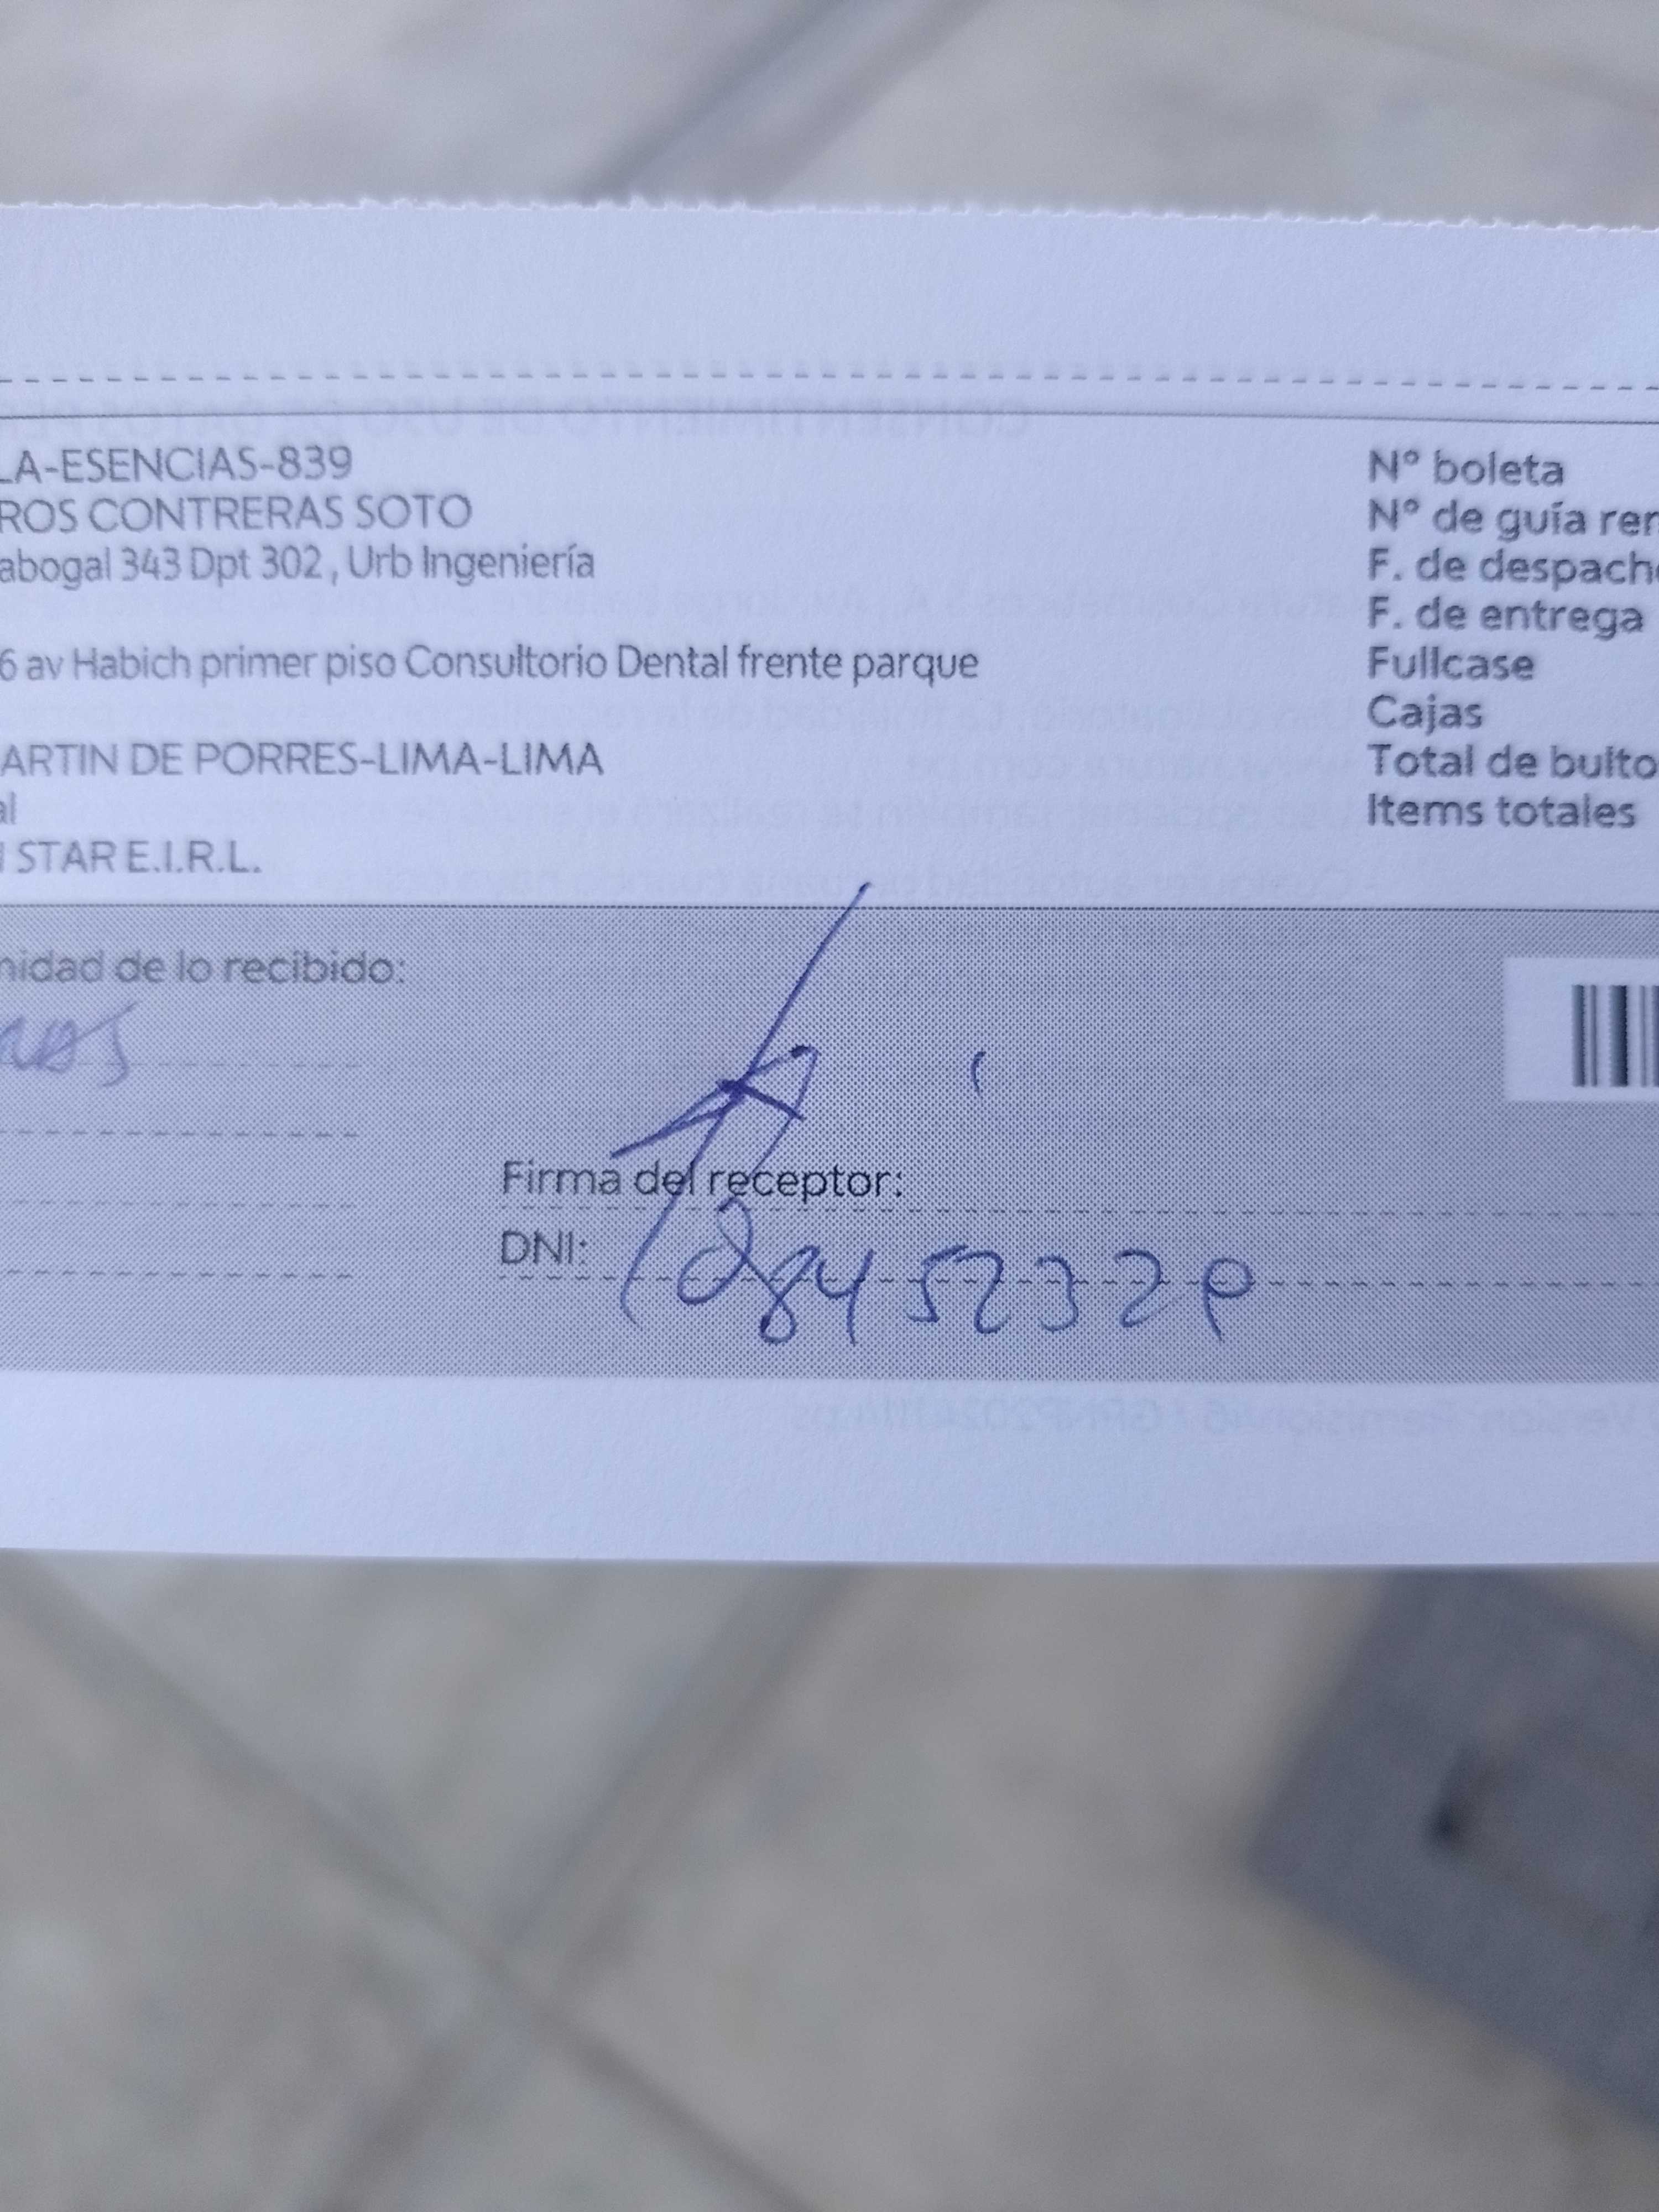 LA-ESENCIAS-839
ROS CONTRERAS SOTO
abogal 343 Dpt 302, Urb Ingeniería
6 av Habich primer piso Consultorio Dental frente parque
ARTIN DE PORRES-LIMA-LIMA
al
STAR E.I.R.L.
N° boleta
N° de guía rem
F. de despacho
F. de entrega
Fullcase
Cajas
Total de bulto
Items totales
nidad de lo recibido:
Firma del receptor:
DNI: